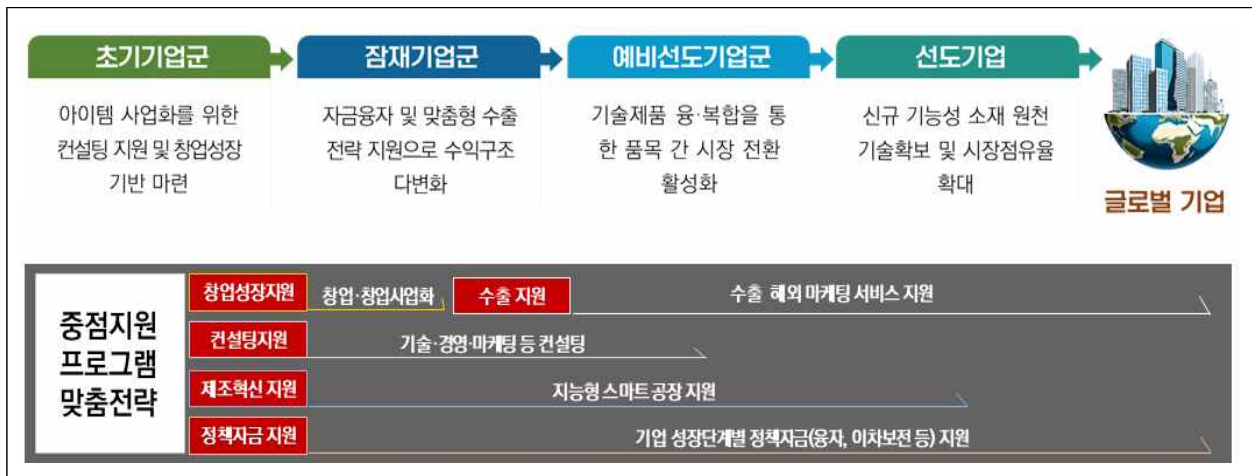 초기기업군
잠재기업군
예비선도기업군
선도기업
아이템 사업화를 위한
컨설팅 지원 및 창업성장
기반 마련
자금융자 및 맞춤형 수출
전략 지원으로 수익구조
다변화
기술제품 융·복합을 통
한 품목 간 시장 전환
활성화
신규 기능성 소재 원천
기술확보 및 시장점유율
확대
글로벌 기업
중점지원
프로그램
맞춤전략
창업성장지원
창업·창업사업화
수출 지원
수출 해외 마케팅 서비스 지원
컨설팅지원
기술·경영·마케팅 등 컨설팅
제조혁신 지원
지능형 스마트 공장 지원
정책자금 지원
기업 성장단계별 정책자금(융자, 이차보전 등) 지원